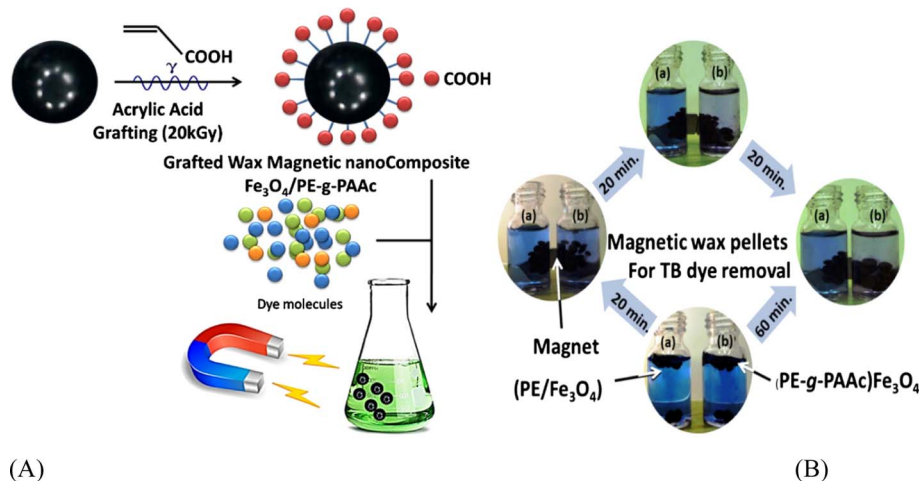 (A)
COOH
γ
Acrylic Acid
Grafting (20kGy)
COOH
Grafted Wax Magnetic nanoComposite
Fe₃O₄/PE-g-PAAc
Dye molecules
(B)
(a) (b)
20 min.
20 min.
(a) (b)
(a) (b)
Magnetic wax pellets
For TB dye removal
20 min.
60 min.
Magnet
(PE/Fe₃O₄)
(a) (b)
(PE-g-PAAc)Fe₃O₄
(A)
(B)